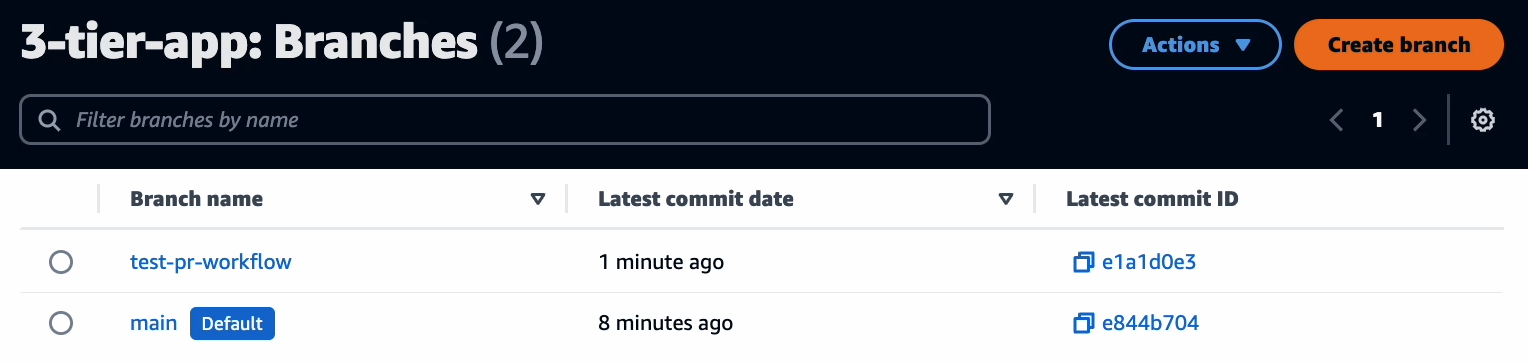 3-tier-app: Branches (2)
Actions
Create branch
Filter branches by name
1
Branch name
Latest commit date
Latest commit ID
test-pr-workflow
1 minute ago
e1a1d0e3
main
Default
8 minutes ago
e844b704